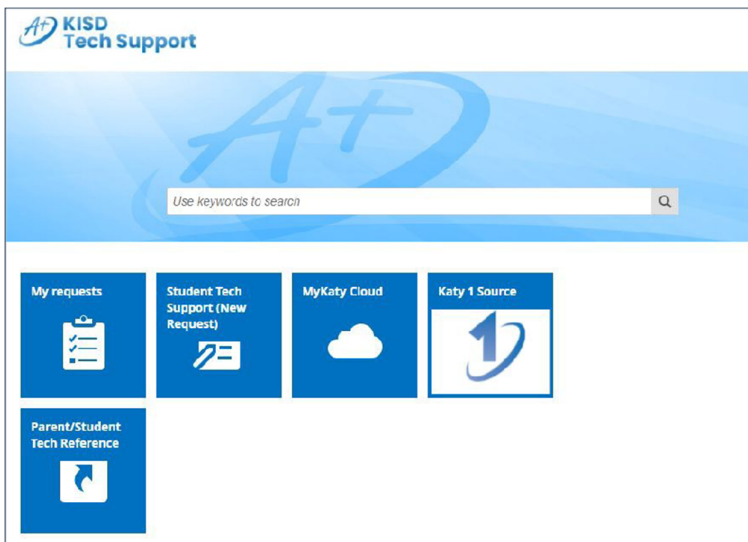 A+
KISD
Tech Support
A+
Use keywords to search
My requests
Student Tech
Support (New
Request)
MyKaty Cloud
Katy 1 Source
1
Parent/Student
Tech Reference